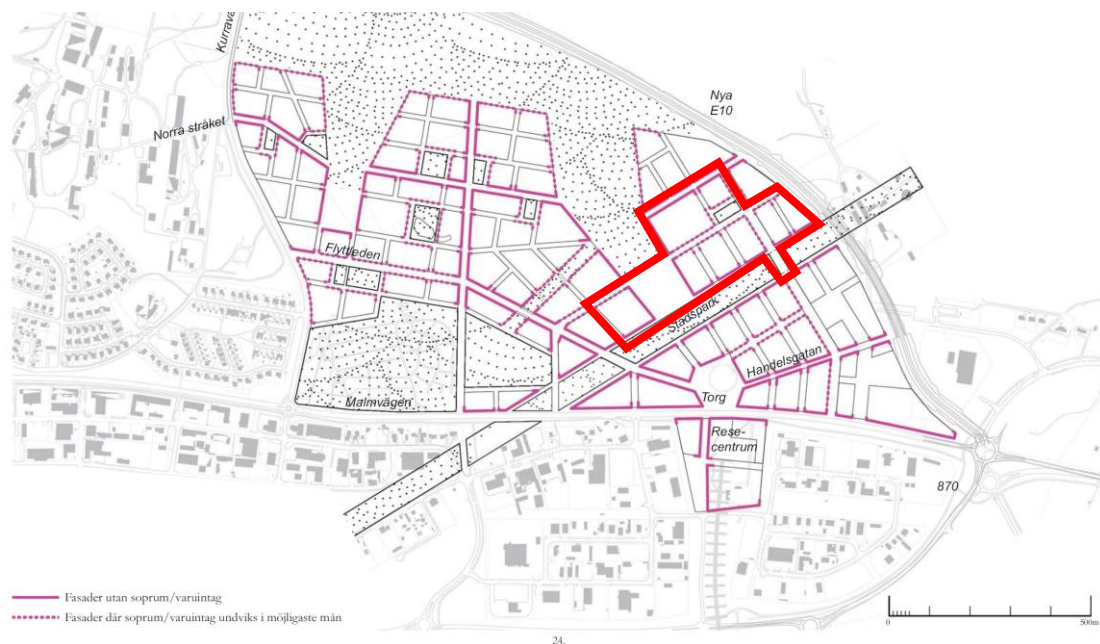 Kurrava
Nya
E10
Norra stråket
Flyttleden
Stadspark
Handelsgatan
Malmvägen
Torg
Rese-
centrum
870
Fasader utan soprum/varuintag
Fasader där soprum/varuintag undviks i möjligaste mån
0
500m
24.